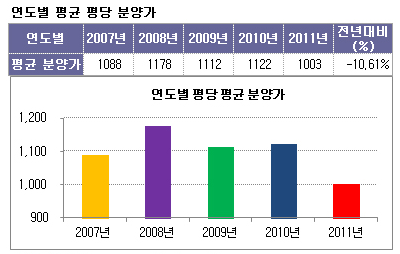 연도별 평균 평당 분양가
연도별 2007년 2008년 2009년 2010년 2011년 전년대비 (%)
평균 분양가 1088 1178 1112 1122 1003 -10.61%
연도별 평당 평균 분양가
1,200
1,100
1,000
900
2007년 2008년 2009년 2010년 2011년